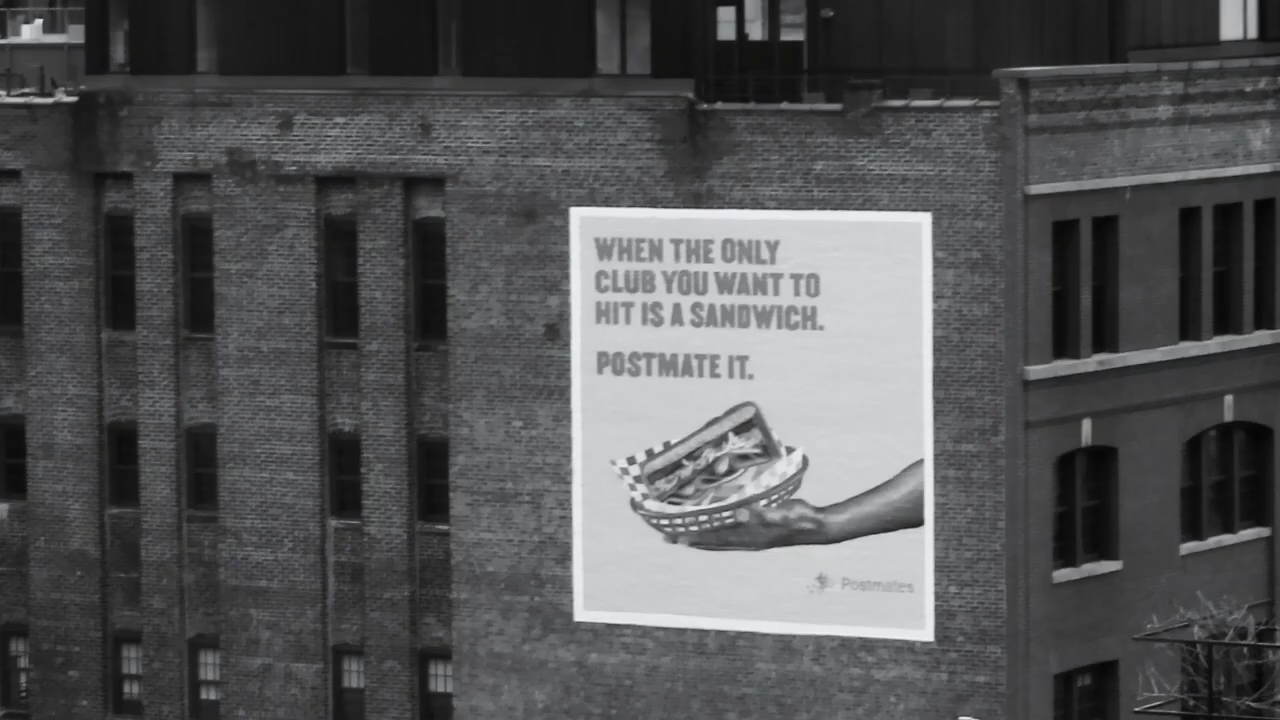 WHEN THE ONLY
CLUB YOU WANT TO
HIT IS A SANDWICH.
POSTMATE IT.
Postmates